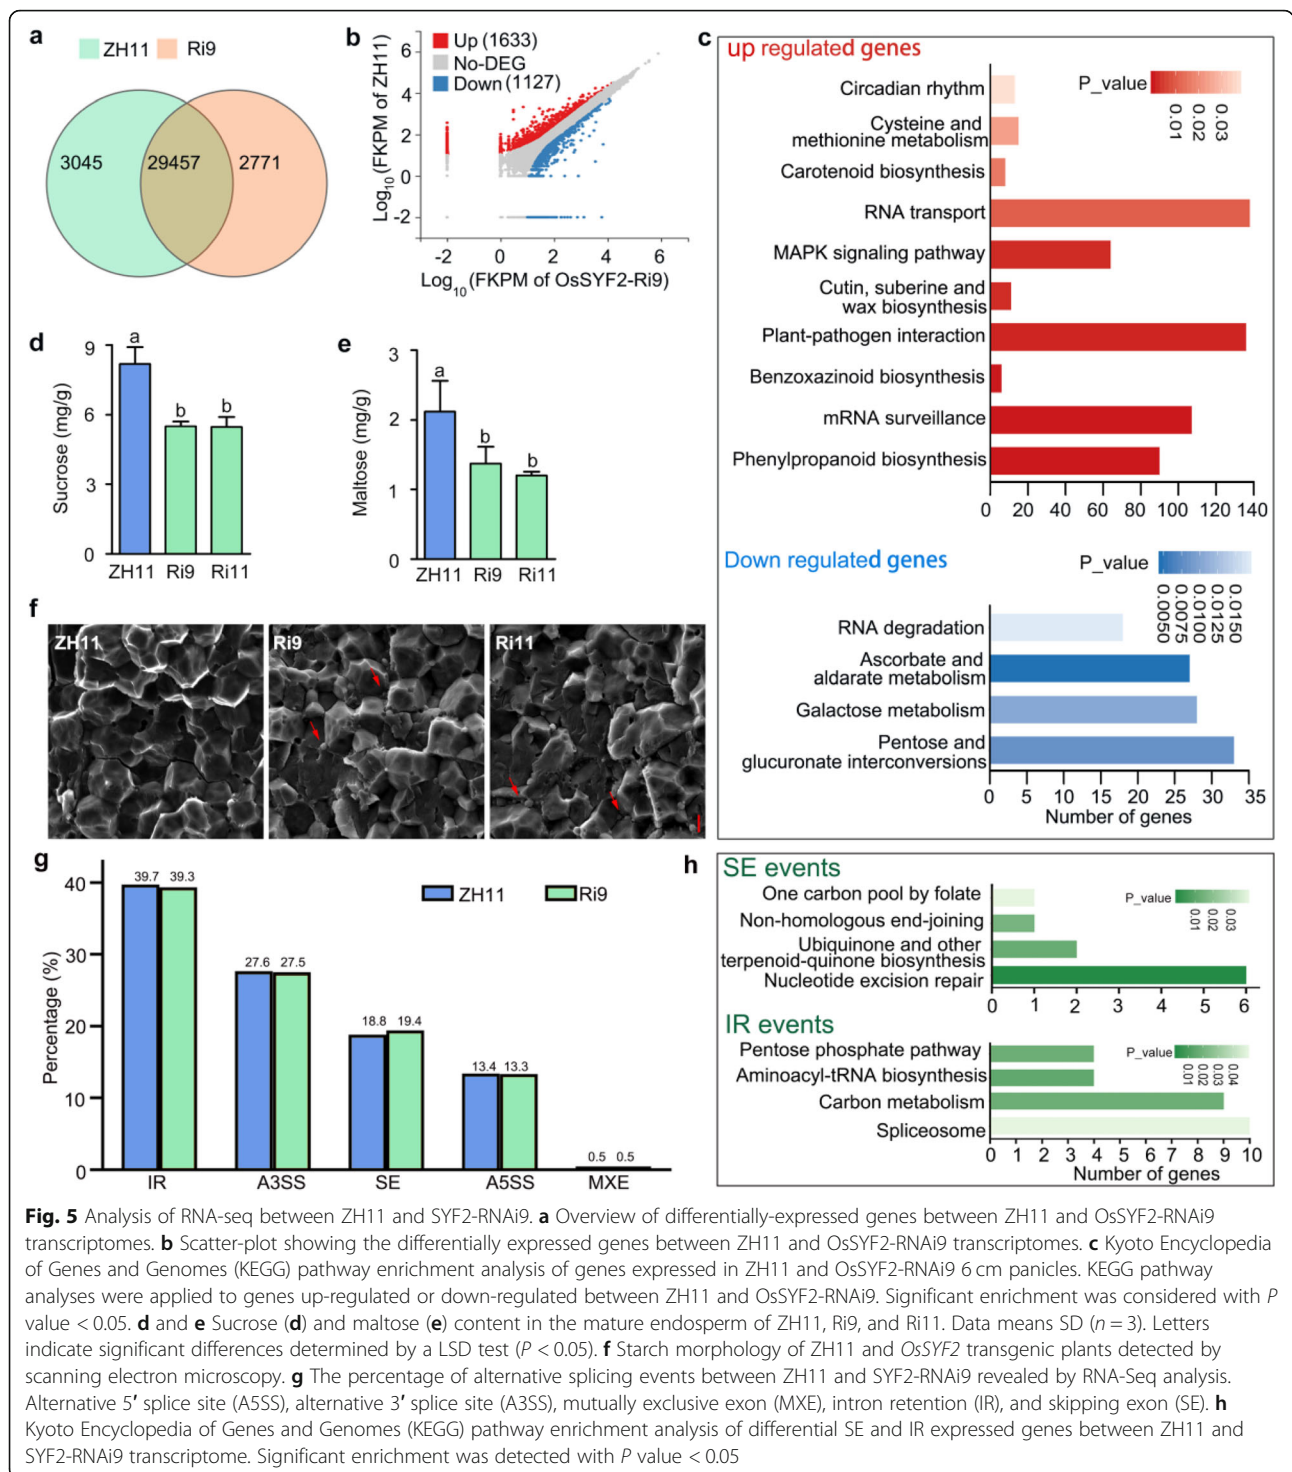 a
ZH11
Ri9
3045
29457
2771
b
Up (1633)
No-DEG
Down (1127)
Log10(FKPM of ZH11)
6
4
2
0
-2
-2
0
2
4
6
Log10(FKPM of OsSYF2-Ri9)
c
up regulated genes
P_value
0.01
0.02
0.03
Circadian rhythm
Cysteine and
methionine metabolism
Carotenoid biosynthesis
RNA transport
MAPK signaling pathway
Cutin, suberine and
wax biosynthesis
Plant-pathogen interaction
Benzoxazinoid biosynthesis
mRNA surveillance
Phenylpropanoid biosynthesis
0 20 40 60 80 100 120 140
Down regulated genes
P_value
0.0050
0.0075
0.0100
0.0125
0.0150
RNA degradation
Ascorbate and
aldarate metabolism
Galactose metabolism
Pentose and
glucuronate interconversions
0 5 10 15 20 25 30 35
Number of genes
d
Sucrose (mg/g)
9
6
3
0
a
b
b
ZH11 Ri9 Ri11
e
Maltose (mg/g)
3
2
1
0
a
b
b
ZH11 Ri9 Ri11
f
ZH11
Ri9
Ri11
g
Percentage (%)
40
30
20
10
0
ZH11
Ri9
39.7 39.3
27.6 27.5
18.8 19.4
13.4 13.3
0.5 0.5
IR A3SS SE A5SS MXE
h
SE events
P_value
0.01
0.02
0.03
One carbon pool by folate
Non-homologous end-joining
Ubiquinone and other
terpenoid-quinone biosynthesis
Nucleotide excision repair
0 1 2 3 4 5 6
IR events
P_value
0.01
0.02
0.03
0.04
Pentose phosphate pathway
Aminoacyl-tRNA biosynthesis
Carbon metabolism
Spliceosome
0 1 2 3 4 5 6 7 8 9 10
Number of genes
Fig. 5 Analysis of RNA-seq between ZH11 and SYF2-RNAi9. a Overview of differentially-expressed genes between ZH11 and OsSYF2-RNAi9
transcriptomes. b Scatter-plot showing the differentially expressed genes between ZH11 and OsSYF2-RNAi9 transcriptomes. c Kyoto Encyclopedia
of Genes and Genomes (KEGG) pathway enrichment analysis of genes expressed in ZH11 and OsSYF2-RNAi9 6 cm panicles. KEGG pathway
analyses were applied to genes up-regulated or down-regulated between ZH11 and OsSYF2-RNAi9. Significant enrichment was considered with P
value < 0.05. d and e Sucrose (d) and maltose (e) content in the mature endosperm of ZH11, Ri9, and Ri11. Data means SD (n = 3). Letters
indicate significant differences determined by a LSD test (P < 0.05). f Starch morphology of ZH11 and OsSYF2 transgenic plants detected by
scanning electron microscopy. g The percentage of alternative splicing events between ZH11 and SYF2-RNAi9 revealed by RNA-Seq analysis.
Alternative 5′ splice site (A5SS), alternative 3′ splice site (A3SS), mutually exclusive exon (MXE), intron retention (IR), and skipping exon (SE). h
Kyoto Encyclopedia of Genes and Genomes (KEGG) pathway enrichment analysis of differential SE and IR expressed genes between ZH11 and
SYF2-RNAi9 transcriptome. Significant enrichment was detected with P value < 0.05